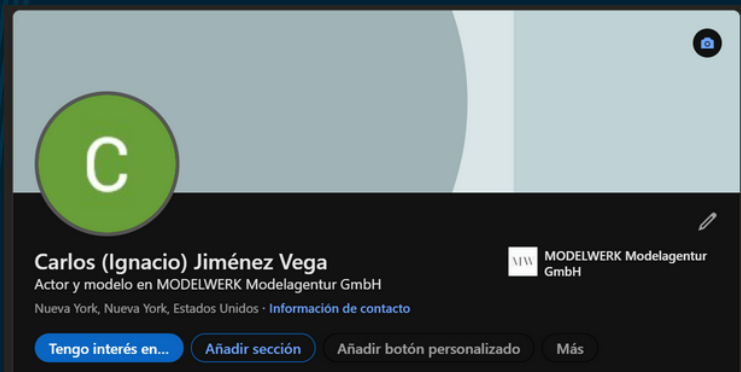 C
Carlos (Ignacio) Jiménez Vega
Actor y modelo en MODELWERK Modelagentur GmbH
Nueva York, Nueva York, Estados Unidos · Información de contacto
MW
MODELWERK Modelagentur
GmbH
Tengo interés en...
Añadir sección
Añadir botón personalizado
Más